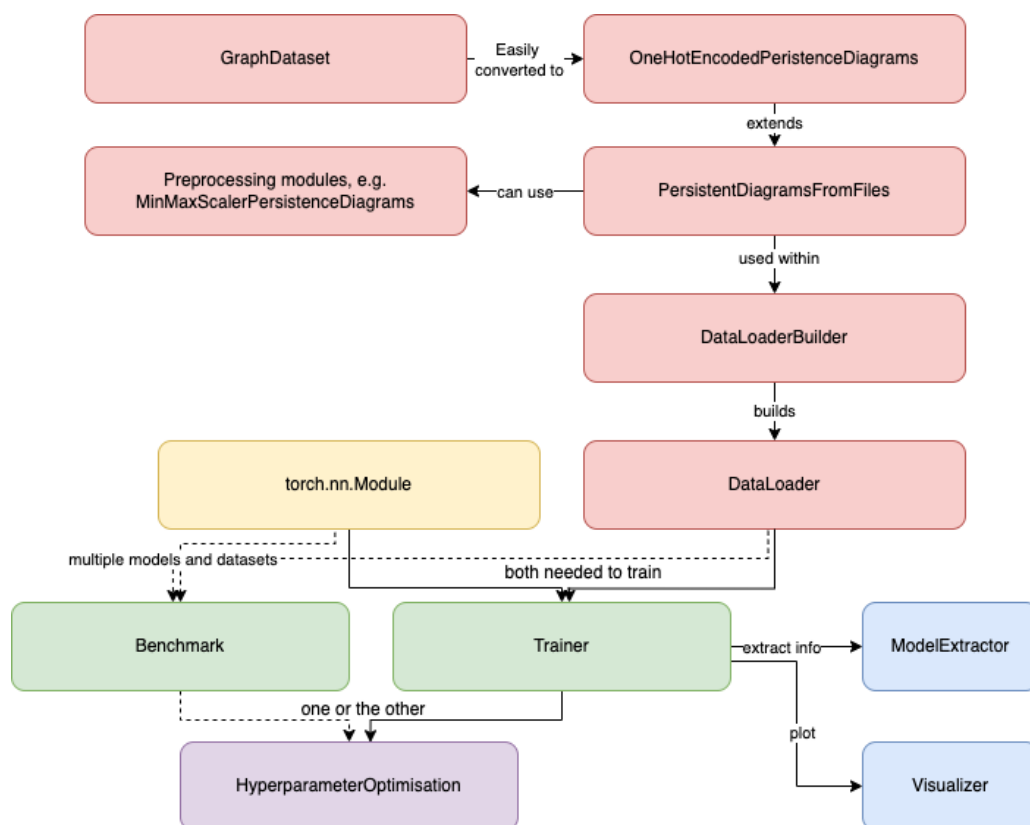 GraphDataset
Easily
converted to
OneHotEncodedPeristenceDiagrams
extends
Preprocessing modules, e.g.
MinMaxScalerPersistenceDiagrams
can use
PersistentDiagramsFromFiles
used within
DataLoaderBuilder
builds
torch.nn.Module
DataLoader
multiple models and datasets
both needed to train
Benchmark
Trainer
extract info
ModelExtractor
one or the other
plot
HyperparameterOptimisation
Visualizer